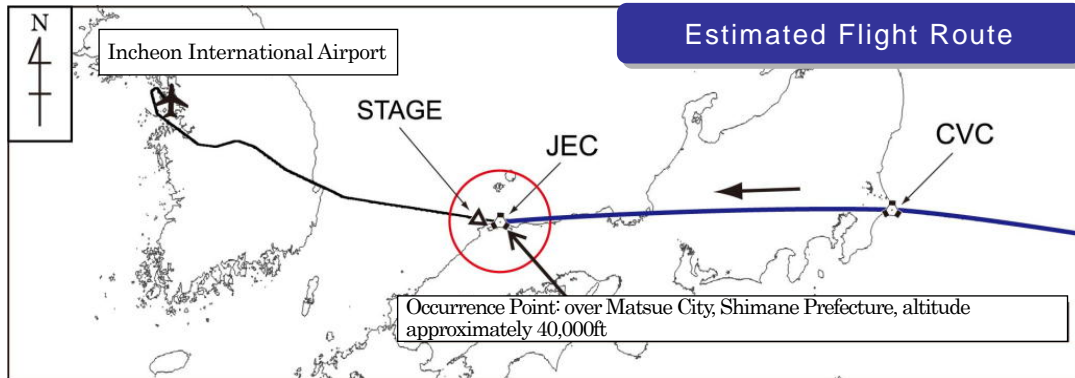 Estimated Flight Route
N
Incheon International Airport
STAGE
JEC
CVC
Occurrence Point: over Matsue City, Shimane Prefecture, altitude
approximately 40,000ft